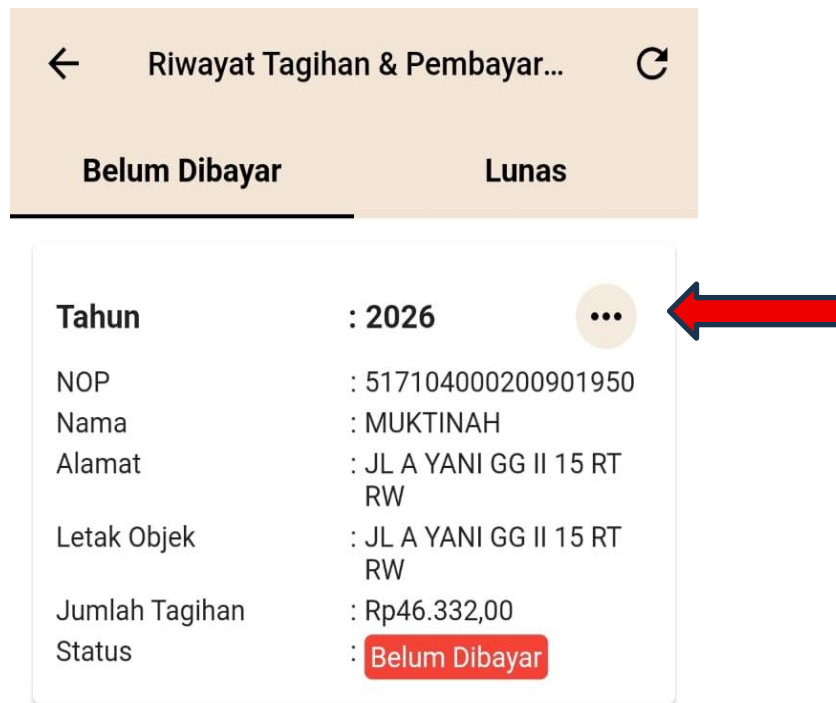 Riwayat Tagihan & Pembayar...
Belum Dibayar Lunas
Tahun : 2026
NOP : 517104000200901950
Nama : MUKTINAH
Alamat : JL A YANI GG II 15 RT
RW
Letak Objek : JL A YANI GG II 15 RT
RW
Jumlah Tagihan : Rp46.332,00
Status : Belum Dibayar